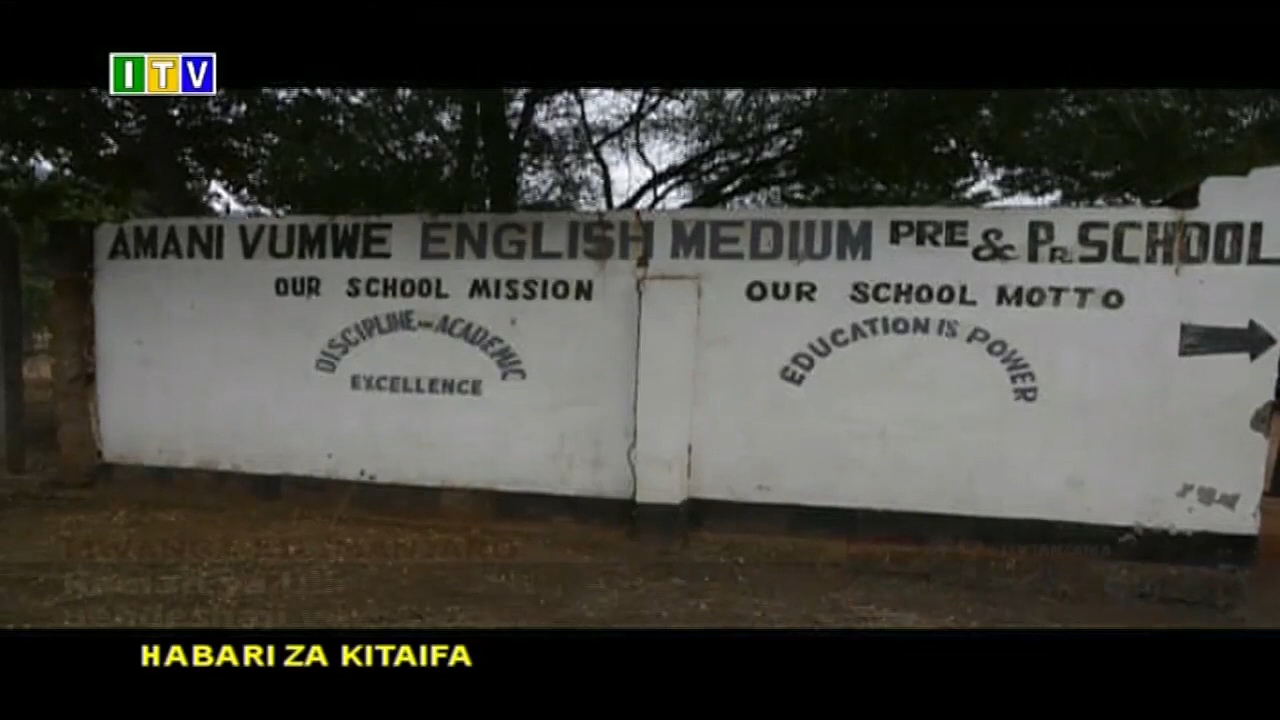 ITV
AMANI VUMWE ENGLISH MEDIUM PRE & Pr. SCHOOL
OUR SCHOOL MISSION
DISCIPLINE AND ACADEMIC
EXCELLENCE
OUR SCHOOL MOTTO
EDUCATION IS POWER
HABARI ZA KITAIFA